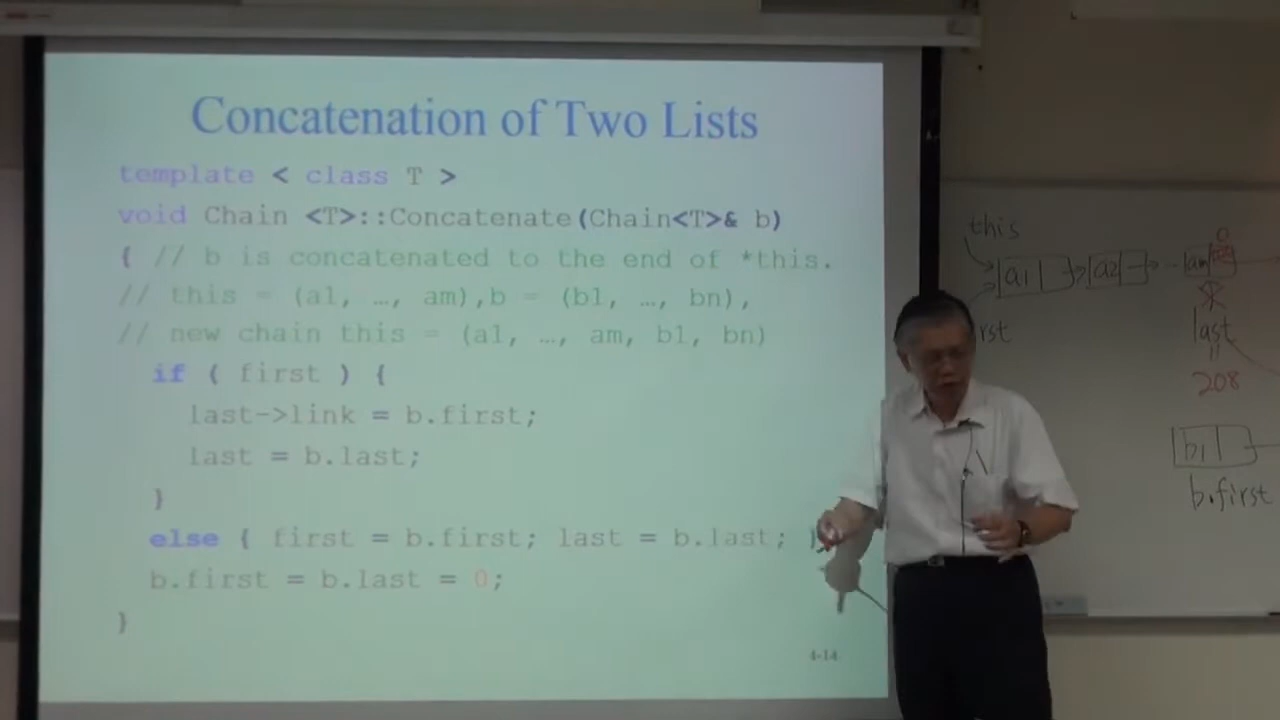 Concatenation of Two Lists
template < class T >
void Chain <T>::Concatenate(Chain<T>& b)
{ // b is concatenated to the end of *this.
// this = (a1, …, am),b = (b1, …, bn),
// new chain this = (a1, …, am, b1, bn)
if ( first ) {
last->link = b.first;
last = b.last;
}
else { first = b.first; last = b.last; }
b.first = b.last = 0;
}
4-14
this
a1
a2
am
0
rst
last
=
208
b1
b.first